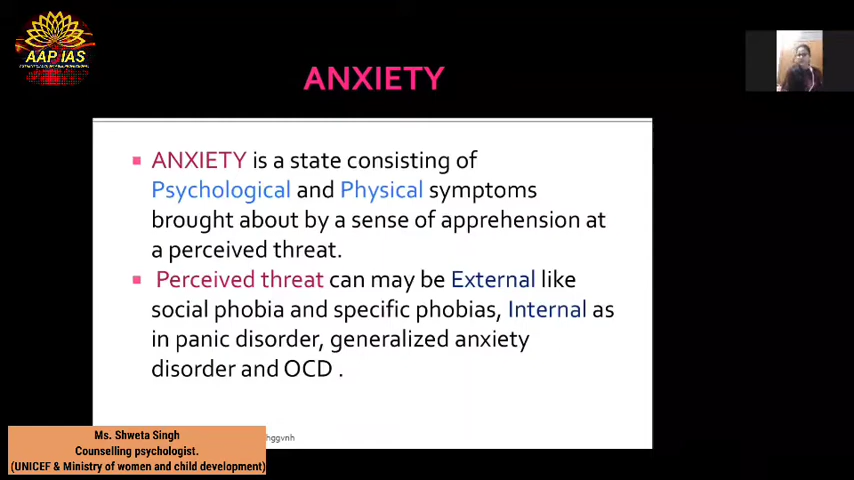 AAP IAS
ANXIETY
ANXIETY is a state consisting of
Psychological and Physical symptoms
brought about by a sense of apprehension at
a perceived threat.
Perceived threat can may be External like
social phobia and specific phobias, Internal as
in panic disorder, generalized anxiety
disorder and OCD .
hggvnh
Ms. Shweta Singh
Counselling psychologist.
(UNICEF & Ministry of women and child development)